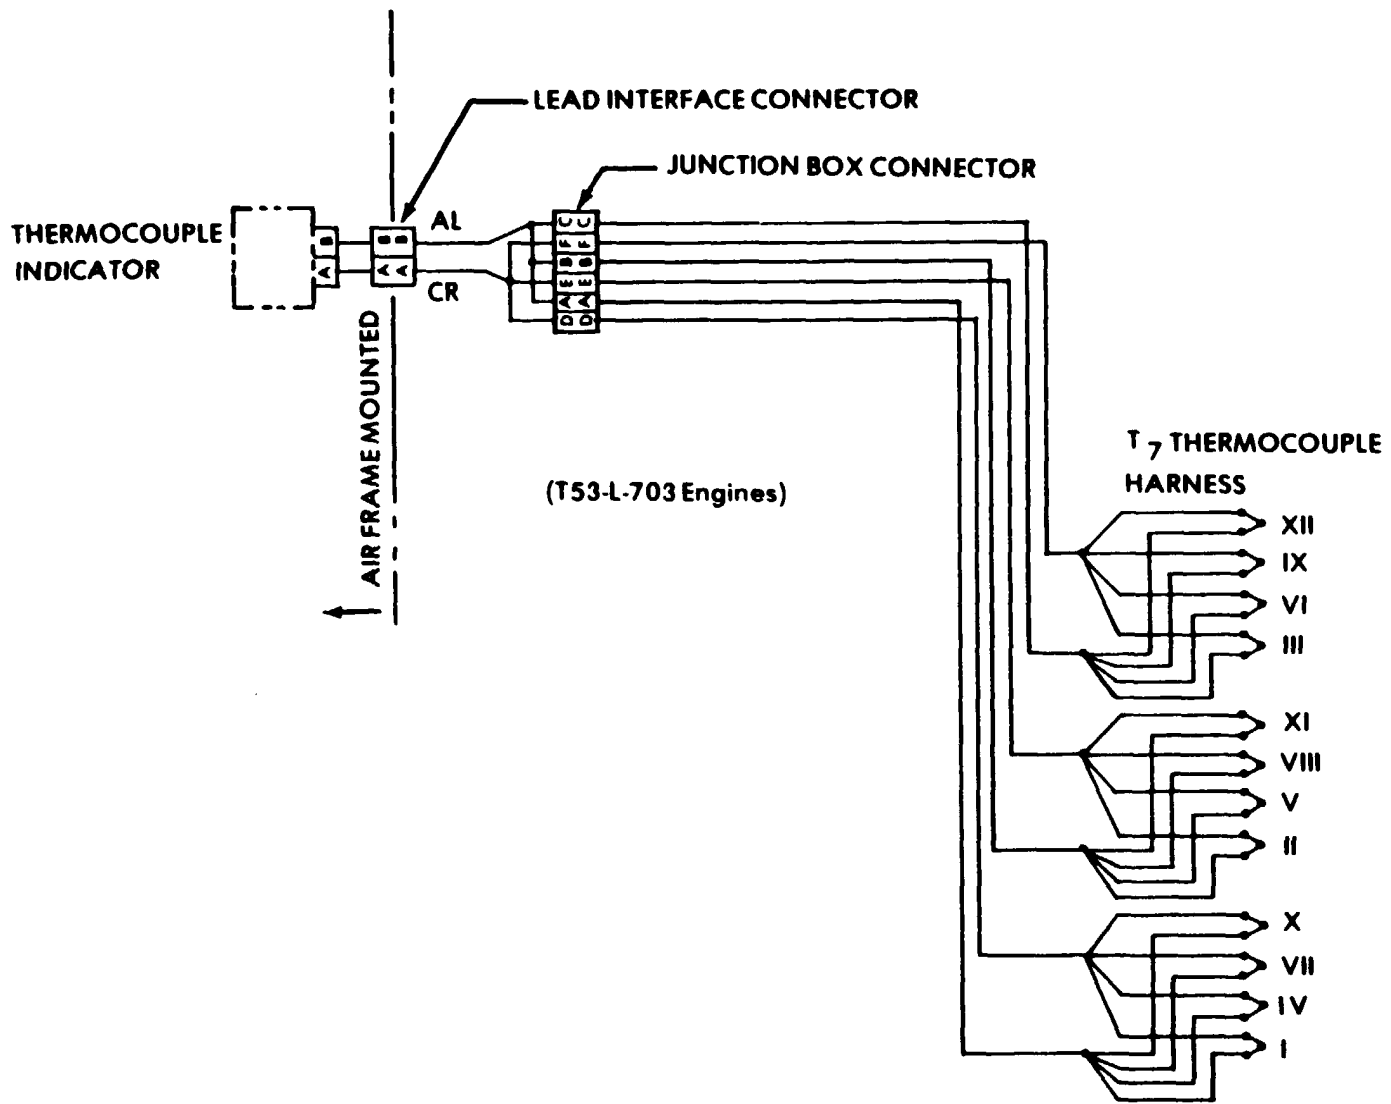 LEAD INTERFACE CONNECTOR
JUNCTION BOX CONNECTOR
THERMOCOUPLE
INDICATOR
B
A
B B
A A
AL
CR
C C
F F
B B
E E
A A
D D
AIR FRAME MOUNTED
(T53-L-703 Engines)
T 7 THERMOCOUPLE
HARNESS
XII
IX
VI
III
XI
VIII
V
II
X
VII
IV
I